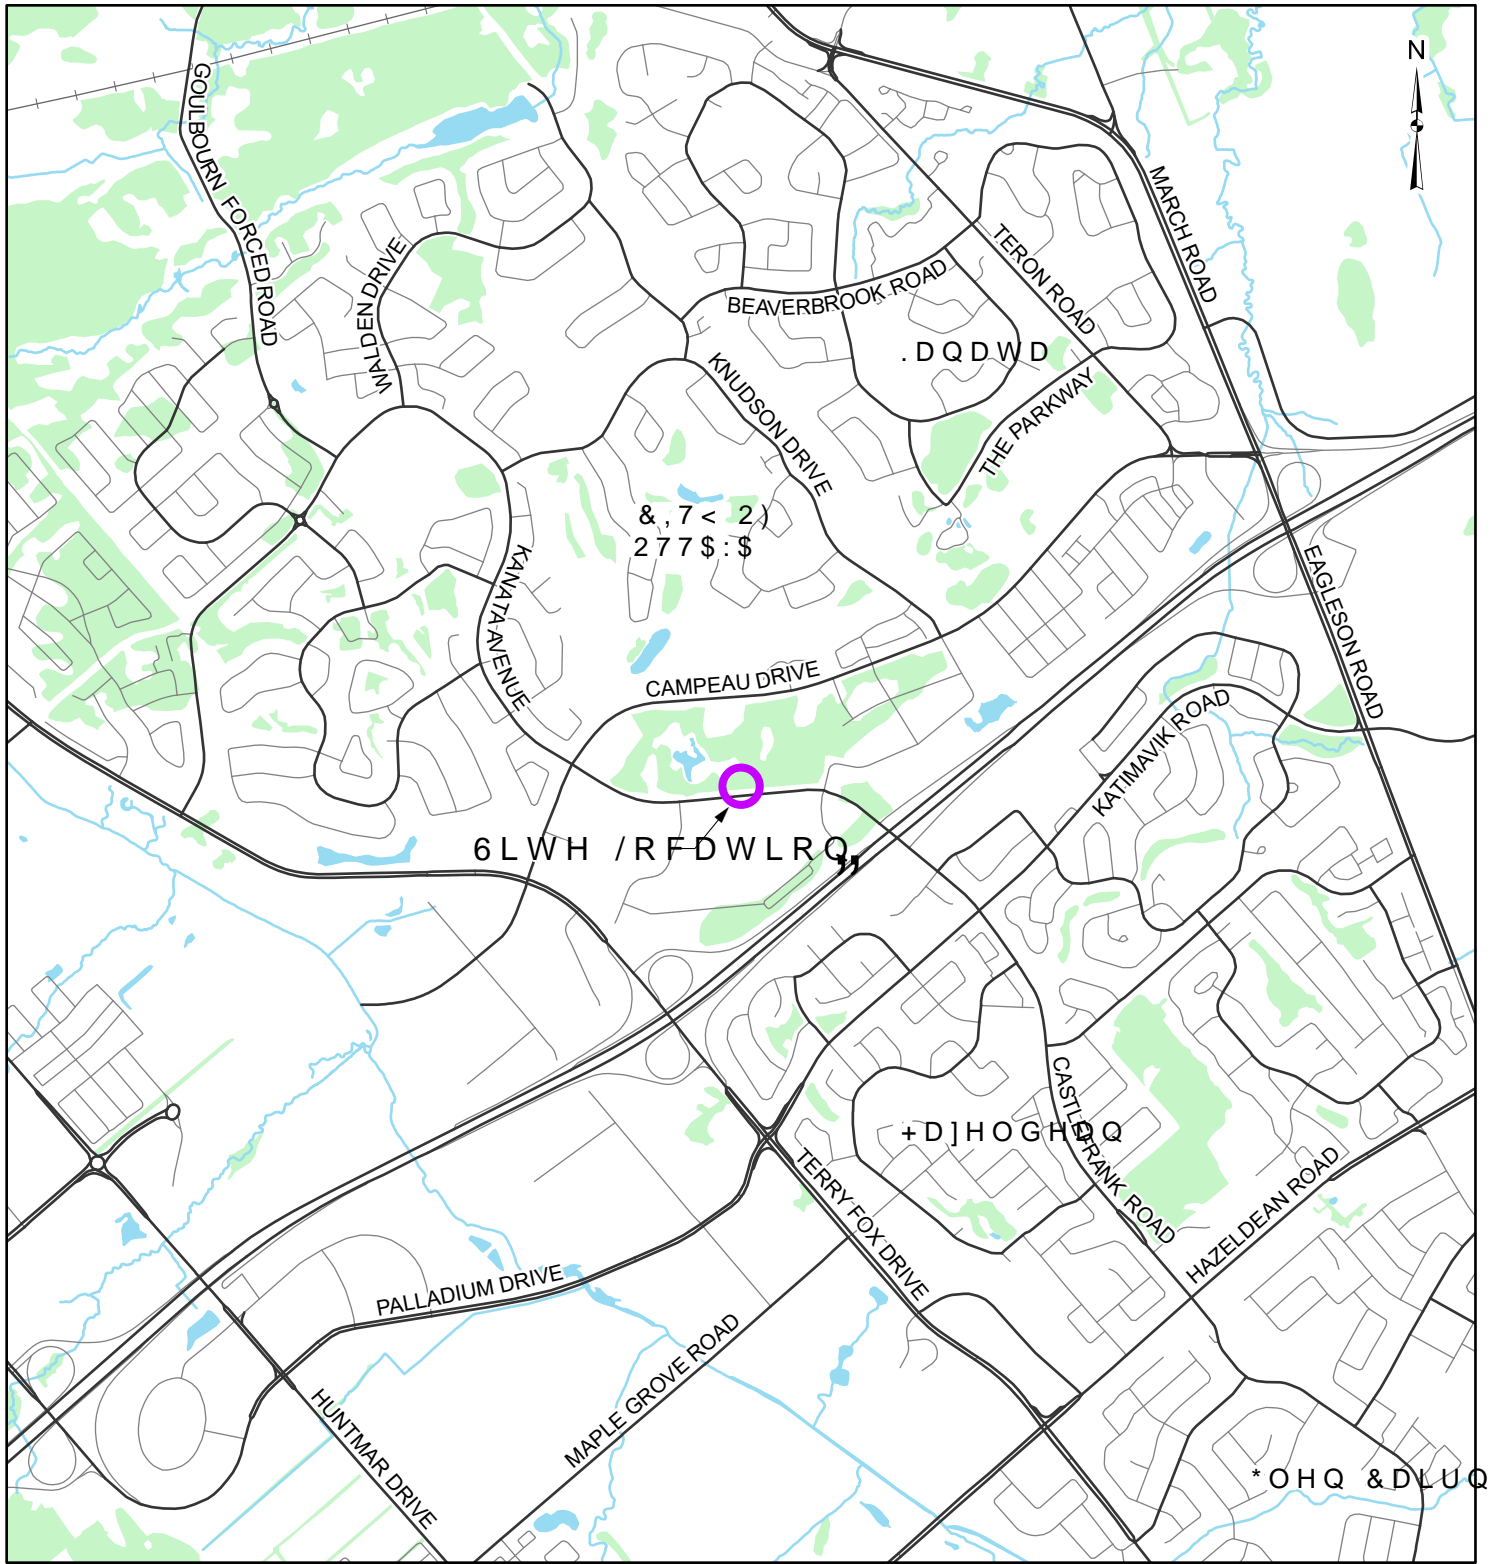 N
GOULBOURN FORCED ROAD
MARCH ROAD
WALDEN DRIVE
TERON ROAD
BEAVERBROOK ROAD
.DQDWD
KNUDSON DRIVE
THE PARKWAY
&,7< 2)
277$:$
KANATA AVENUE
EAGLESON ROAD
CAMPEAU DRIVE
KATIMAVIK ROAD
6LWH /RFDWLRQ
,,
CASTLEFRANK ROAD
+D]HOGHDQ
TERRY FOX DRIVE
HAZELDEAN ROAD
PALLADIUM DRIVE
MAPLE GROVE ROAD
HUNTMAR DRIVE
*OHQ &DLUQ